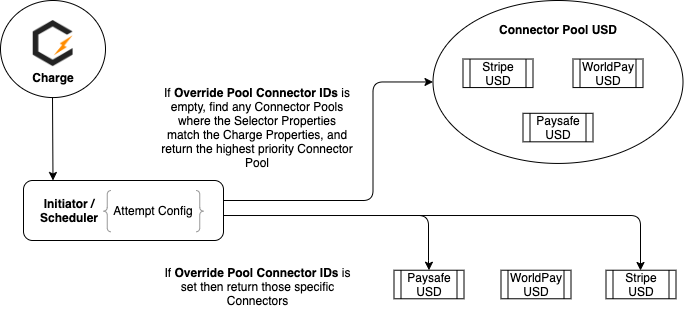 Charge
Connector Pool USD
Stripe
USD
WorldPay
USD
Paysafe
USD
If Override Pool Connector IDs is
empty, find any Connector Pools
where the Selector Properties
match the Charge Properties, and
return the highest priority Connector
Pool
Initiator /
Scheduler
Attempt Config
If Override Pool Connector IDs is
set then return those specific
Connectors
Paysafe
USD
WorldPay
USD
Stripe
USD